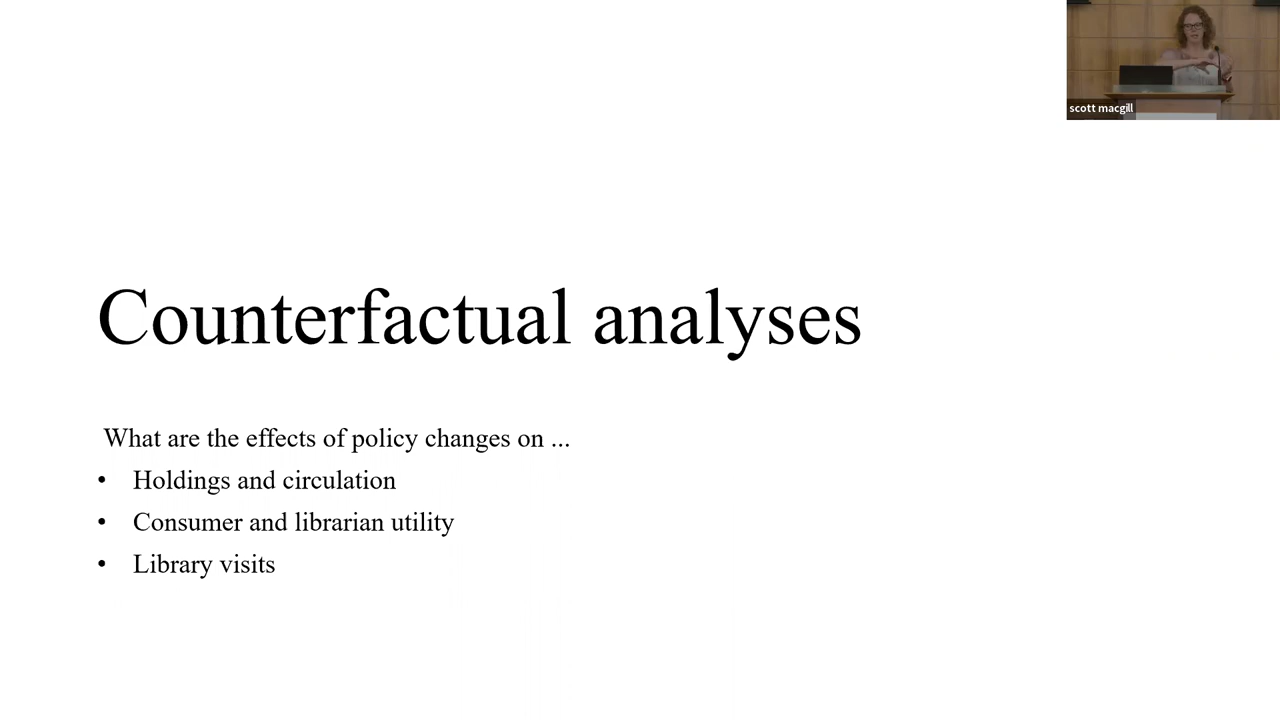 scott macgill
Counterfactual analyses
What are the effects of policy changes on ...
• Holdings and circulation
• Consumer and librarian utility
• Library visits